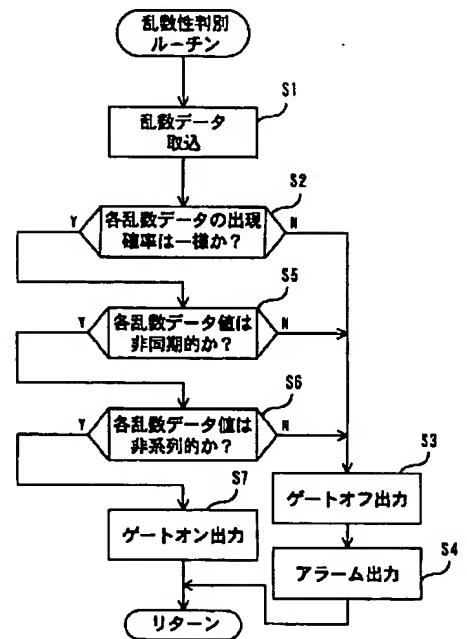 乱数性判別
ルーチン
S1
乱数データ
取込
S2
Y
各乱数データの出現
確率は一様か？
N
S5
各乱数データ値は
非同期的か？
N
S6
Y
各乱数データ値は
非系列的か？
N
S7
ゲートオン出力
S3
ゲートオフ出力
S4
アラーム出力
リターン
Y